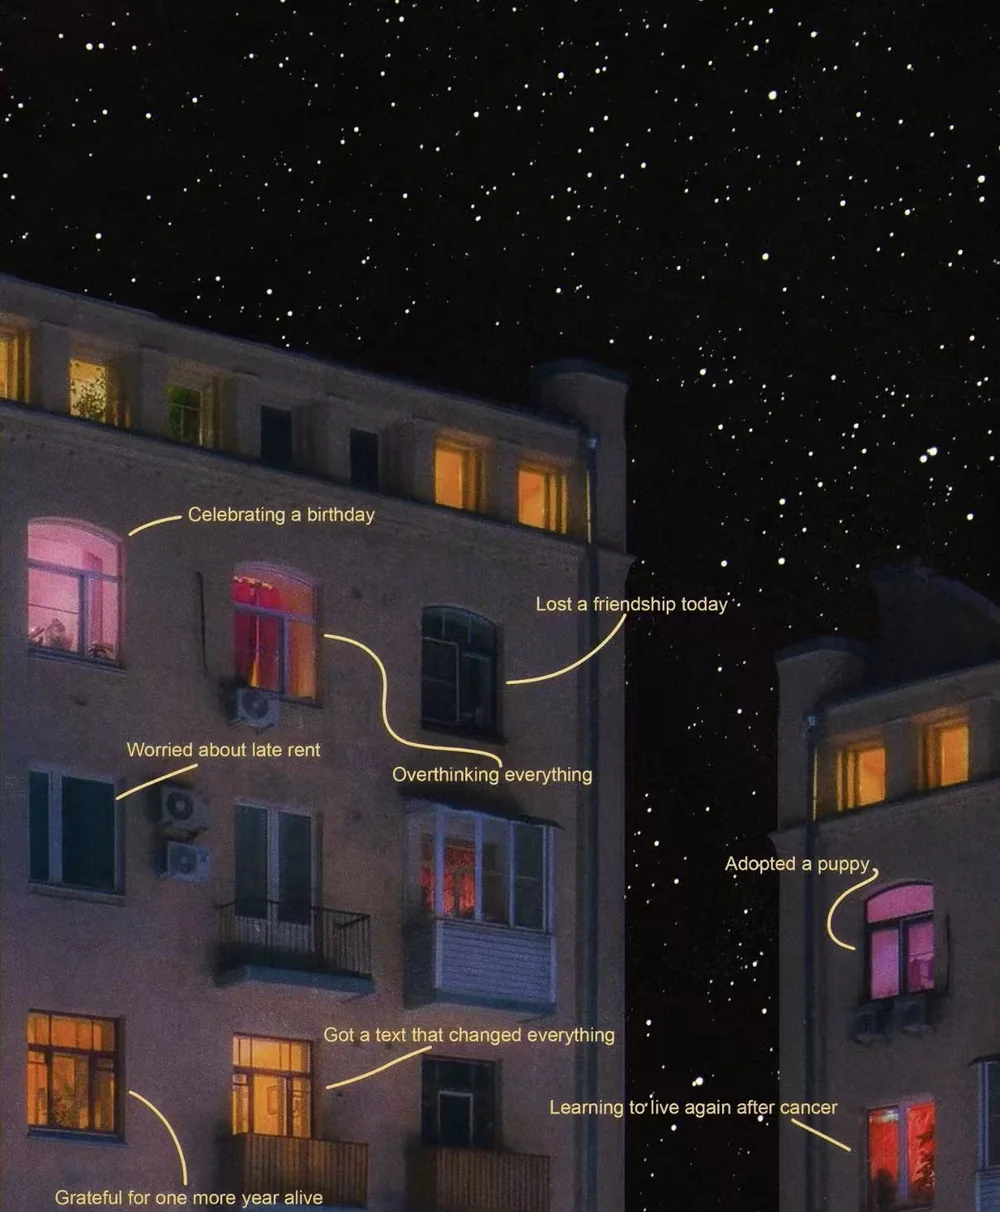 Celebrating a birthday
Lost a friendship today
Worried about late rent
Overthinking everything
Adopted a puppy
Got a text that changed everything
Learning to live again after cancer
Grateful for one more year alive